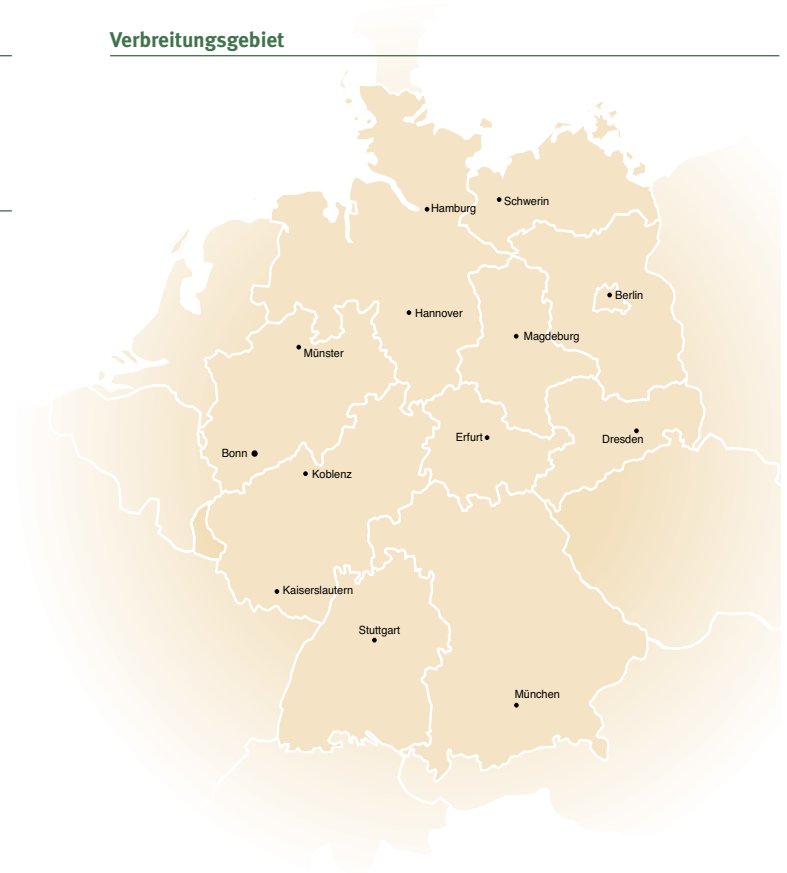 Verbreitungsgebiet
Schwerin
Hamburg
Berlin
Hannover
Magdeburg
Münster
Erfurt
Dresden
Bonn
Koblenz
Kaiserslautern
Stuttgart
München